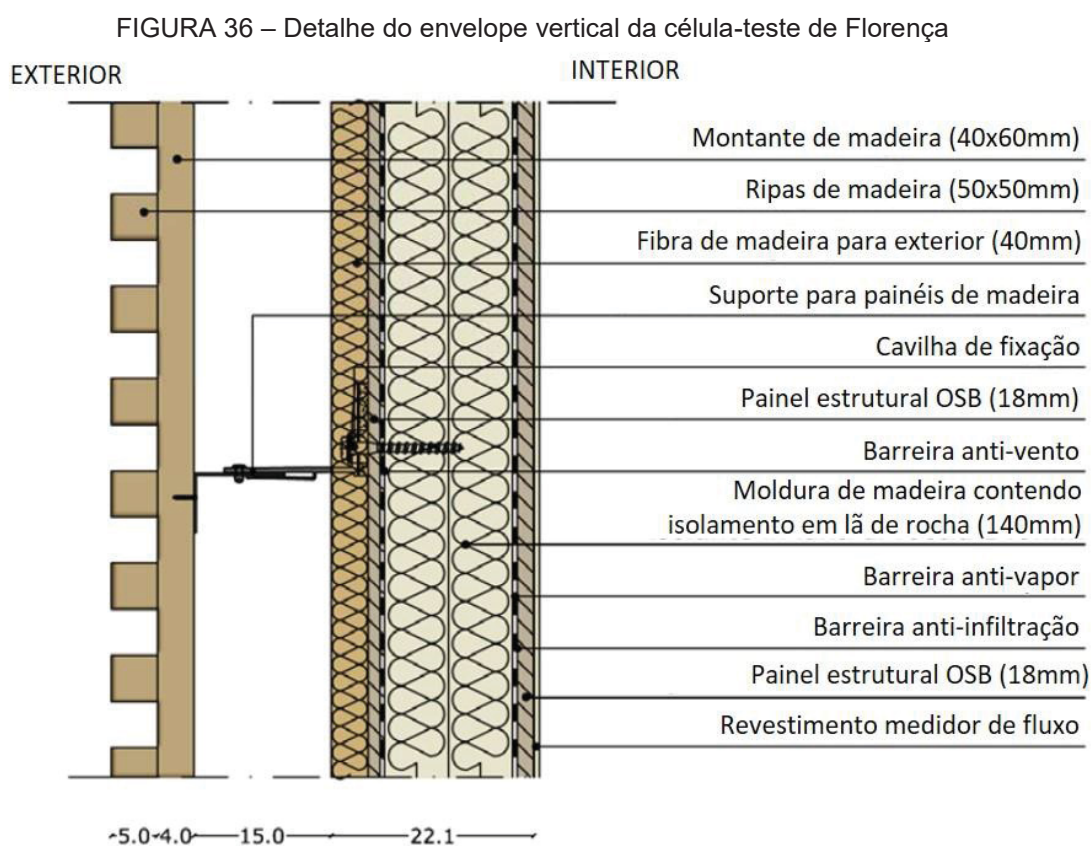 FIGURA 36 – Detalhe do envelope vertical da célula-teste de Florença
EXTERIOR
INTERIOR
Montante de madeira (40x60mm)
Ripas de madeira (50x50mm)
Fibra de madeira para exterior (40mm)
Suporte para painéis de madeira
Cavilha de fixação
Painel estrutural OSB (18mm)
Barreira anti-vento
Moldura de madeira contendo
isolamento em lã de rocha (140mm)
Barreira anti-vapor
Barreira anti-infiltração
Painel estrutural OSB (18mm)
Revestimento medidor de fluxo
5.0 4.0 15.0 22.1